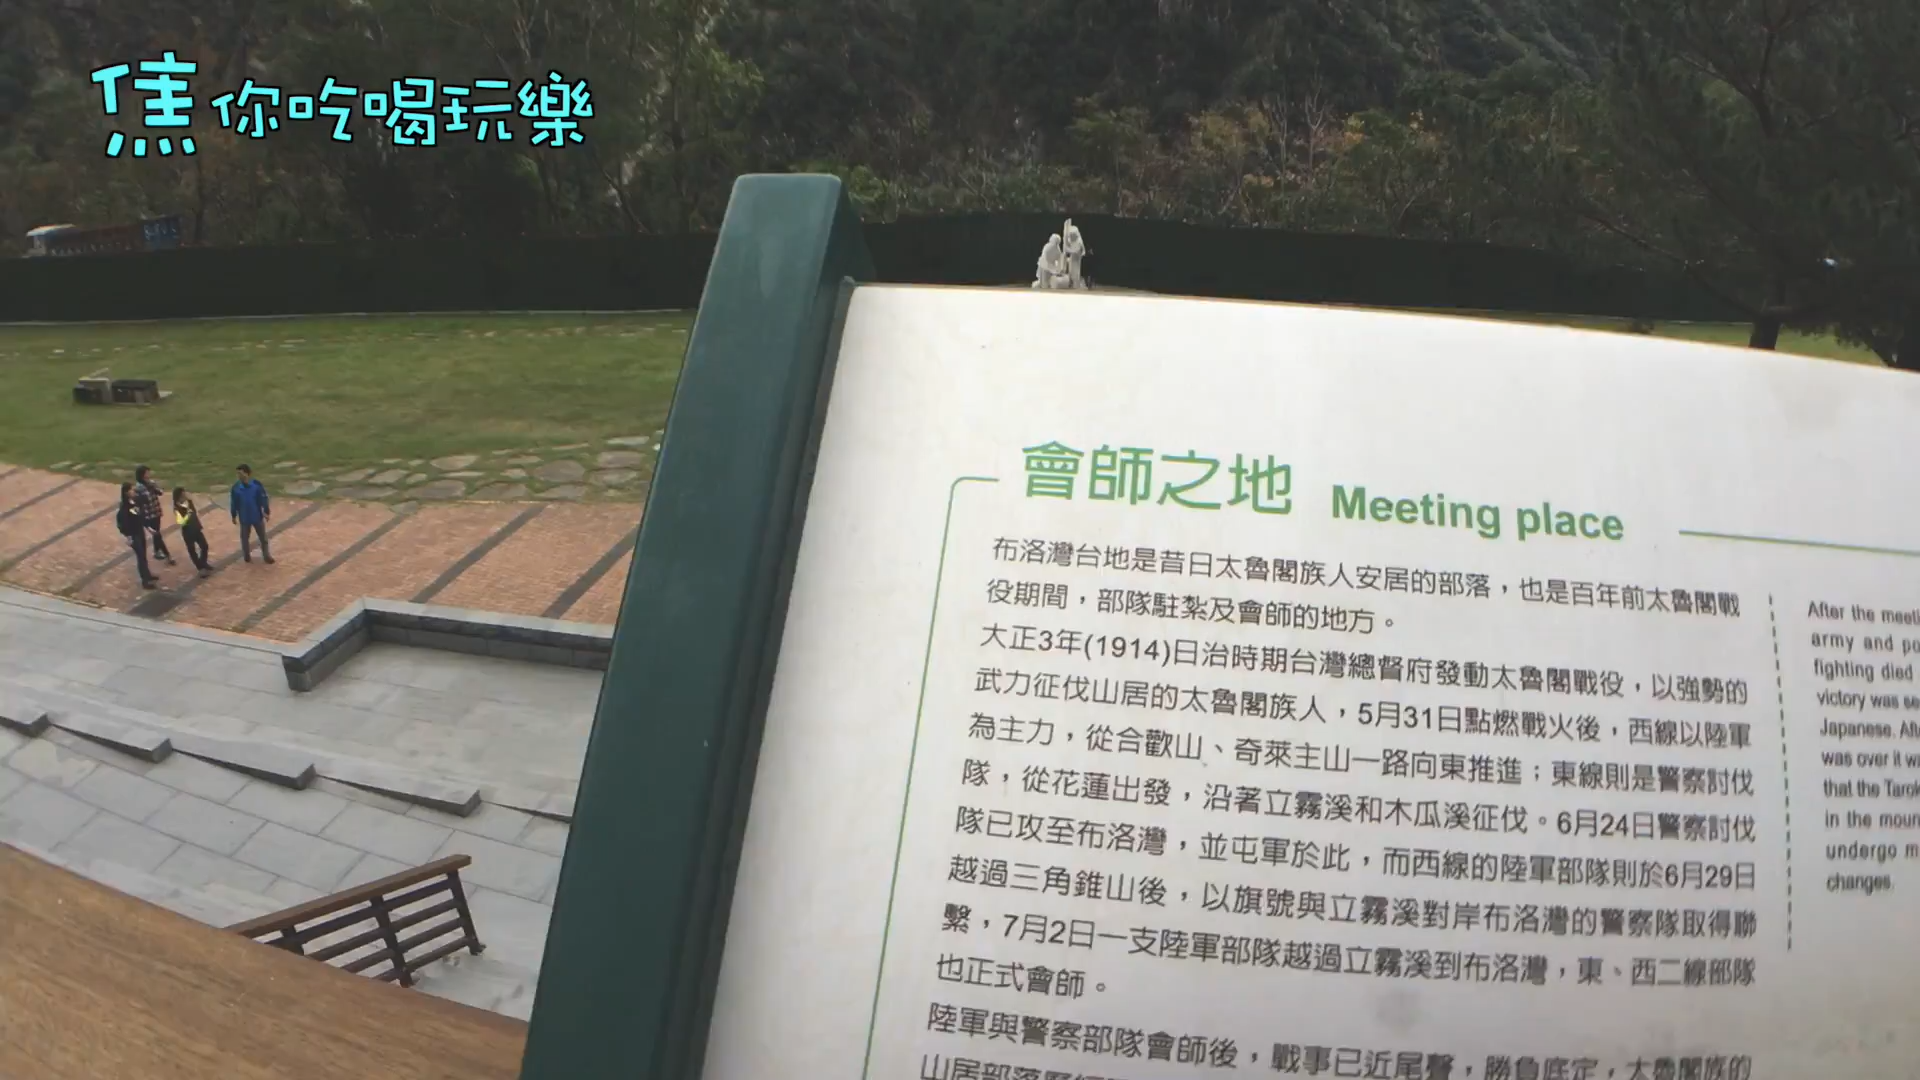 焦你吃喝玩樂
會師之地 Meeting place
布洛灣台地是昔日太魯閣族人安居的部落，也是百年前太魯閣戰
役期間，部隊駐紮及會師的地方。
大正3年(1914)日治時期台灣總督府發動太魯閣戰役，以強勢的
武力征伐山居的太魯閣族人，5月31日點燃戰火後，西線以陸軍
為主力，從合歡山、奇萊主山一路向東推進；東線則是警察討伐
隊，從花蓮出發，沿著立霧溪和木瓜溪征伐。6月24日警察討伐
隊已攻至布洛灣，並屯軍於此，而西線的陸軍部隊則於6月29日
越過三角錐山後，以旗號與立霧溪對岸布洛灣的警察隊取得聯
繫，7月2日一支陸軍部隊越過立霧溪到布洛灣，東、西二線部隊
也正式會師。
陸軍與警察部隊會師後，戰事已近尾聲，勝負底定，太魯閣族的
山居部落
After the
army and
fighting died
victory was
Japanese.
was over it
that the
in the
undergo
changes.